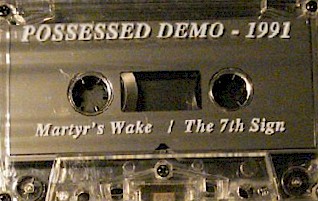 POSSESSED DEMO - 1991
Martyr's Wake / The 7th Sign